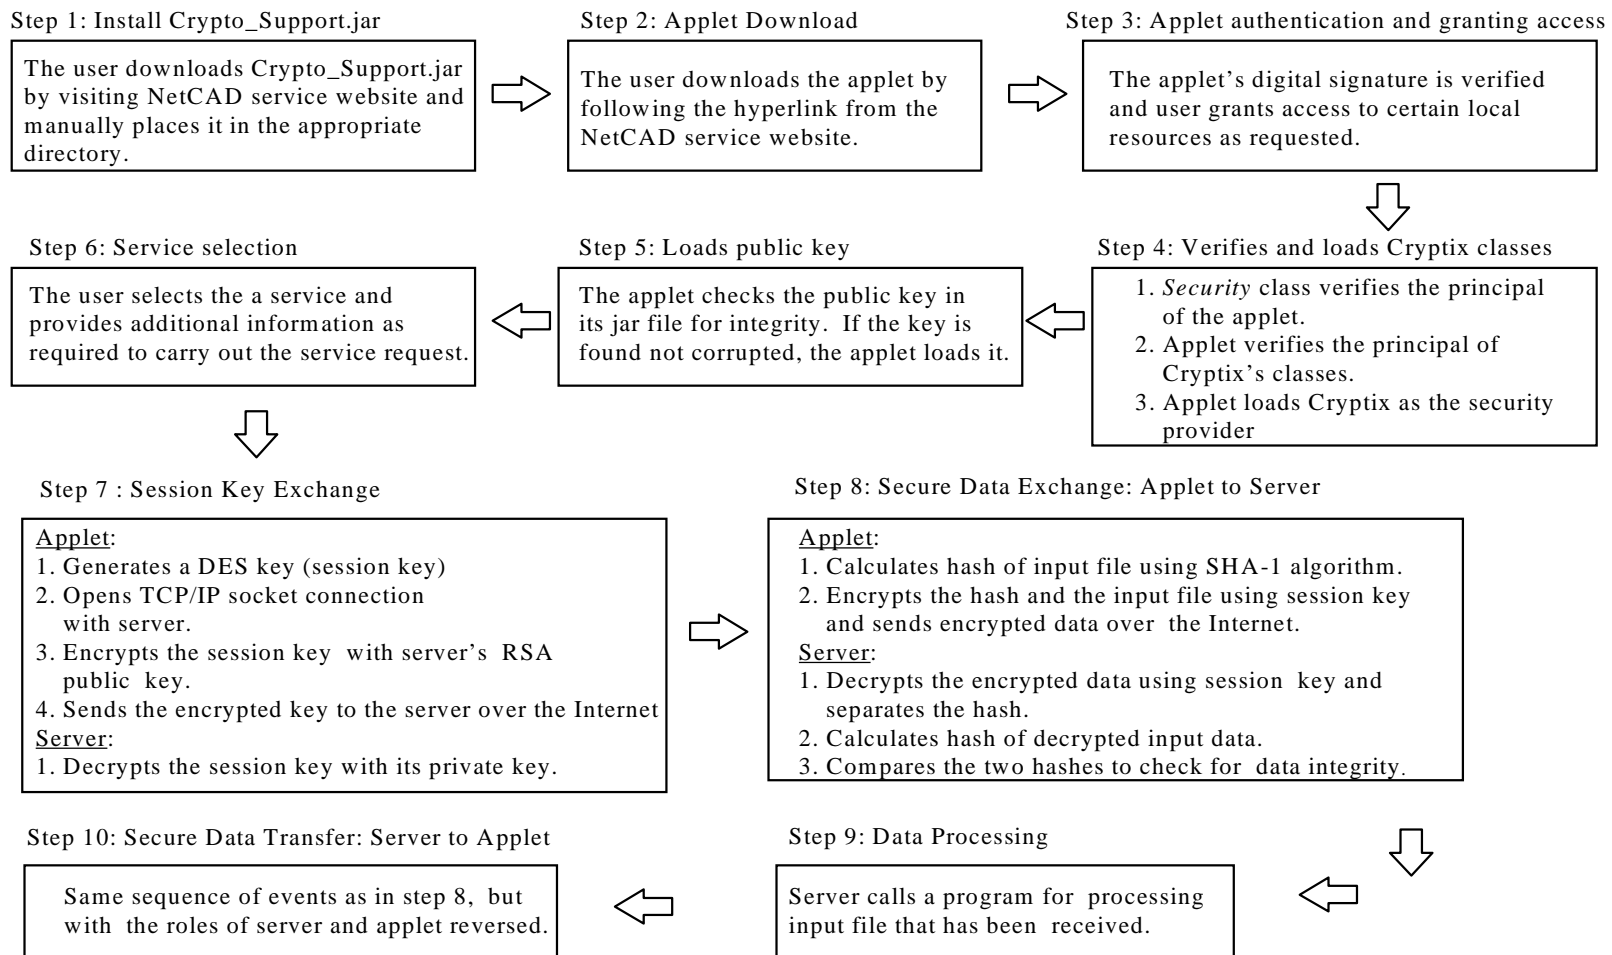 Step 1: Install Crypto_Support.jar
The user downloads Crypto_Support.jar
by visiting NetCAD service website and
manually places it in the appropriate
directory.
Step 2: Applet Download
The user downloads the applet by
following the hyperlink from the
NetCAD service website.
Step 3: Applet authentication and granting access
The applet's digital signature is verified
and user grants access to certain local
resources as requested.
Step 4: Verifies and loads Cryptix classes
1. Security class verifies the principal
of the applet.
2. Applet verifies the principal of
Cryptix's classes.
3. Applet loads Cryptix as the security
provider
Step 5: Loads public key
The applet checks the public key in
its jar file for integrity. If the key is
found not corrupted, the applet loads it.
Step 6: Service selection
The user selects the a service and
provides additional information as
required to carry out the service request.
Step 7 : Session Key Exchange
Applet:
1. Generates a DES key (session key)
2. Opens TCP/IP socket connection
with server.
3. Encrypts the session key with server's RSA
public key.
4. Sends the encrypted key to the server over the Internet
Server:
1. Decrypts the session key with its private key.
Step 8: Secure Data Exchange: Applet to Server
Applet:
1. Calculates hash of input file using SHA-1 algorithm.
2. Encrypts the hash and the input file using session key
and sends encrypted data over the Internet.
Server:
1. Decrypts the encrypted data using session key and
separates the hash.
2. Calculates hash of decrypted input data.
3. Compares the two hashes to check for data integrity.
Step 9: Data Processing
Server calls a program for processing
input file that has been received.
Step 10: Secure Data Transfer: Server to Applet
Same sequence of events as in step 8, but
with the roles of server and applet reversed.